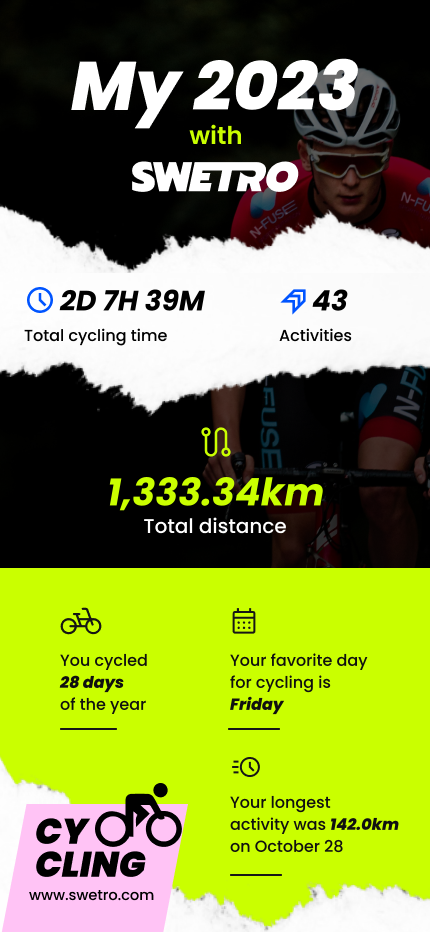 My 2023
with
SWETRO
2D 7H 39M
Total cycling time
43
Activities
1,333.34km
Total distance
You cycled
28 days
of the year
Your favorite day
for cycling is
Friday
Your longest
activity was 142.0km
on October 28
CY
CLING
www.swetro.com
N-FUSE
N-FUSE